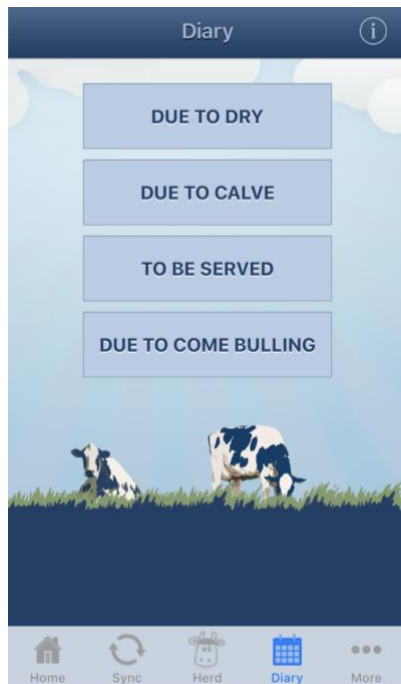 Diary
i
DUE TO DRY
DUE TO CALVE
TO BE SERVED
DUE TO COME BULLING
Home Sync Herd Diary More